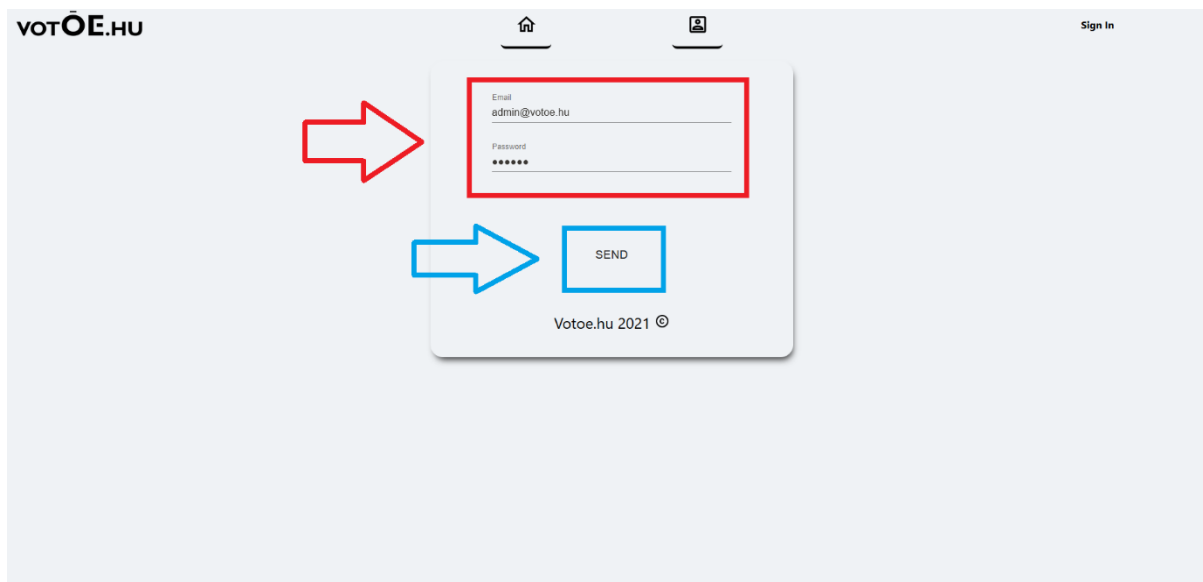 VOTŌE.HU
Sign In
Email
admin@votoe.hu
Password
••••••
SEND
Votoe.hu 2021 ©